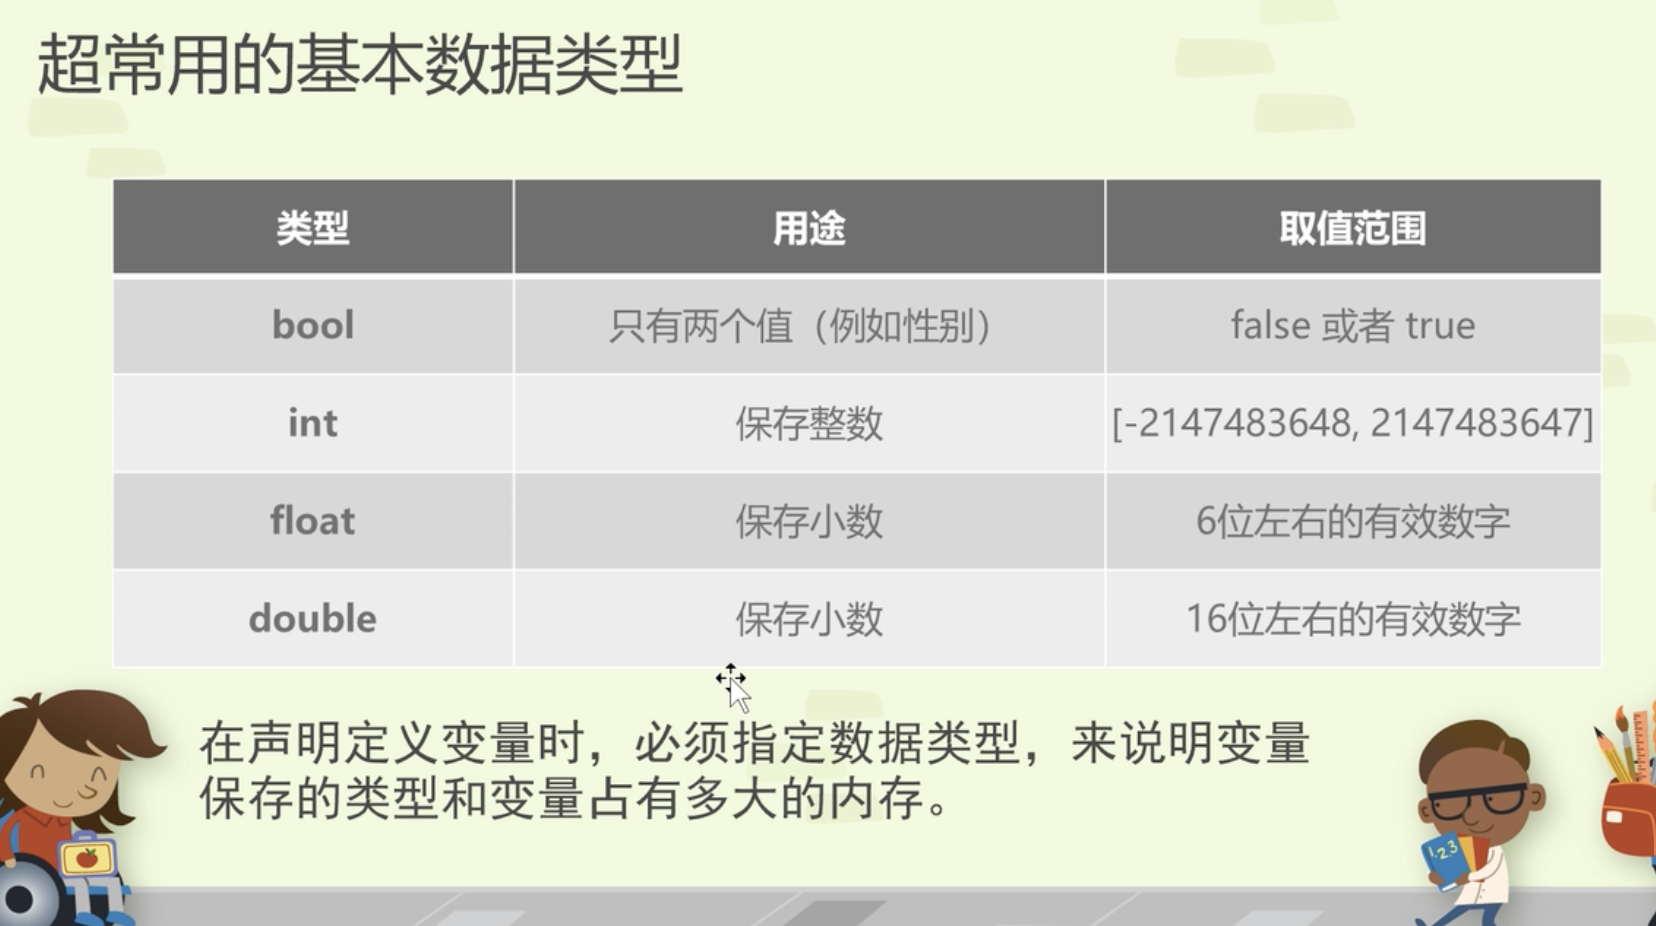 超常用的基本数据类型
类型 用途 取值范围
bool 只有两个值（例如性别） false 或者 true
int 保存整数 [-2147483648, 2147483647]
float 保存小数 6位左右的有效数字
double 保存小数 16位左右的有效数字
在声明定义变量时，必须指定数据类型，来说明变量
保存的类型和变量占有多大的内存。
1,2,3